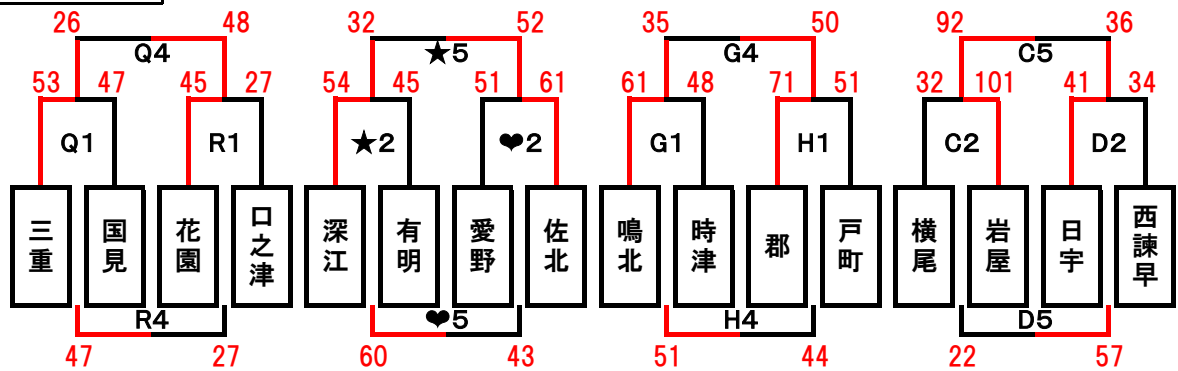 26 48 32 52 35 50 92 36
Q4 ★5 G4 C5
53 47 45 27 54 45 51 61 61 48 71 51 32 101 41 34
Q1 R1 ★2 ❤2 G1 H1 C2 D2
三重 国見 花園 口之津 深江 有明 愛野 佐北 鳴北 時津 郡 戸町 横尾 岩屋 日宇 西諫早
R4 ❤5 H4 D5
47 27 60 43 51 44 22 57